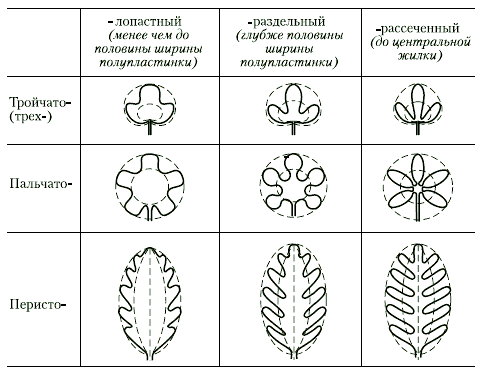 -лопастный
(менее чем до
половины ширины
полупластинки)
-раздельный
(глубже половины
ширины
полупластинки)
-рассеченный
(до центральной
жилки)
Тройчато-
(трех-)
Пальчато-
Перисто-